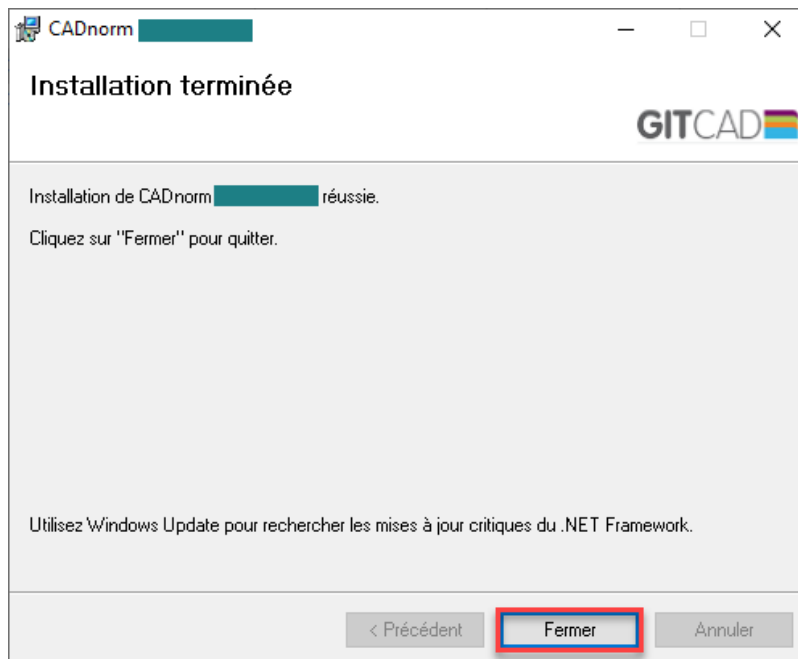 CADnorm
Installation terminée
GITCAD
Installation de CADnorm réussie.
Cliquez sur "Fermer" pour quitter.
Utilisez Windows Update pour rechercher les mises à jour critiques du .NET Framework.
< Précédent Fermer Annuler